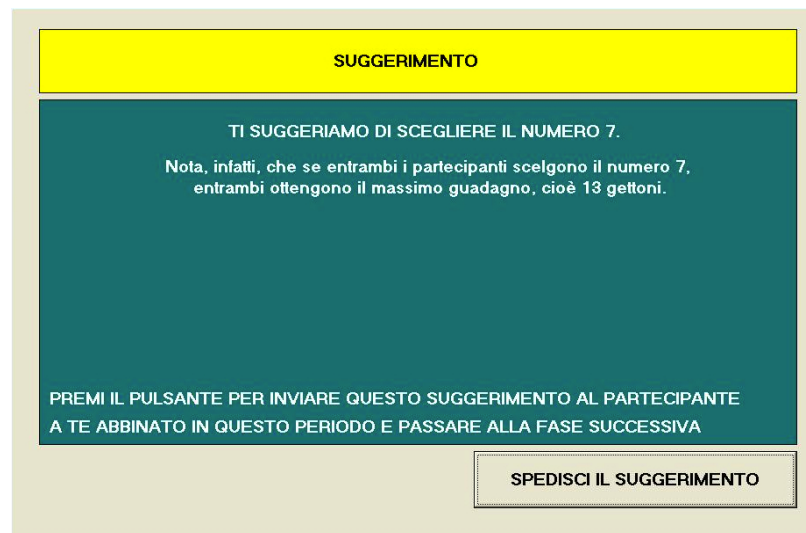 SUGGERIMENTO
TI SUGGERIAMO DI SCEGLIERE IL NUMERO 7.
Nota, infatti, che se entrambi i partecipanti scelgono il numero 7,
entrambi ottengono il massimo guadagno, cioè 13 gettoni.
PREMI IL PULSANTE PER INVIARE QUESTO SUGGERIMENTO AL PARTECIPANTE
A TE ABBINATO IN QUESTO PERIODO E PASSARE ALLA FASE SUCCESSIVA
SPEDISCI IL SUGGERIMENTO